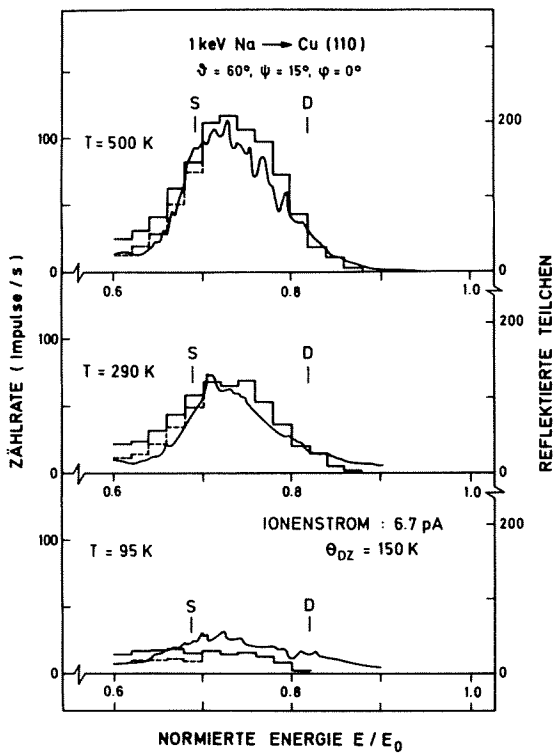 1 keV Na → Cu (110)
ϑ = 60°, ψ = 15°, φ = 0°
S D
T = 500 K
100
50
0
200
100
0
0.6 0.8 1.0
S D
T = 290 K
100
0
200
0
0.6 0.8 1.0
IONENSTROM : 6.7 pA
T = 95 K
Θ_DZ = 150 K
S D
100
0
200
0
0.6 0.8 1.0
ZÄHLRATE ( Impulse / s )
REFLEKTIERTE TEILCHEN
NORMIERTE ENERGIE E / E₀